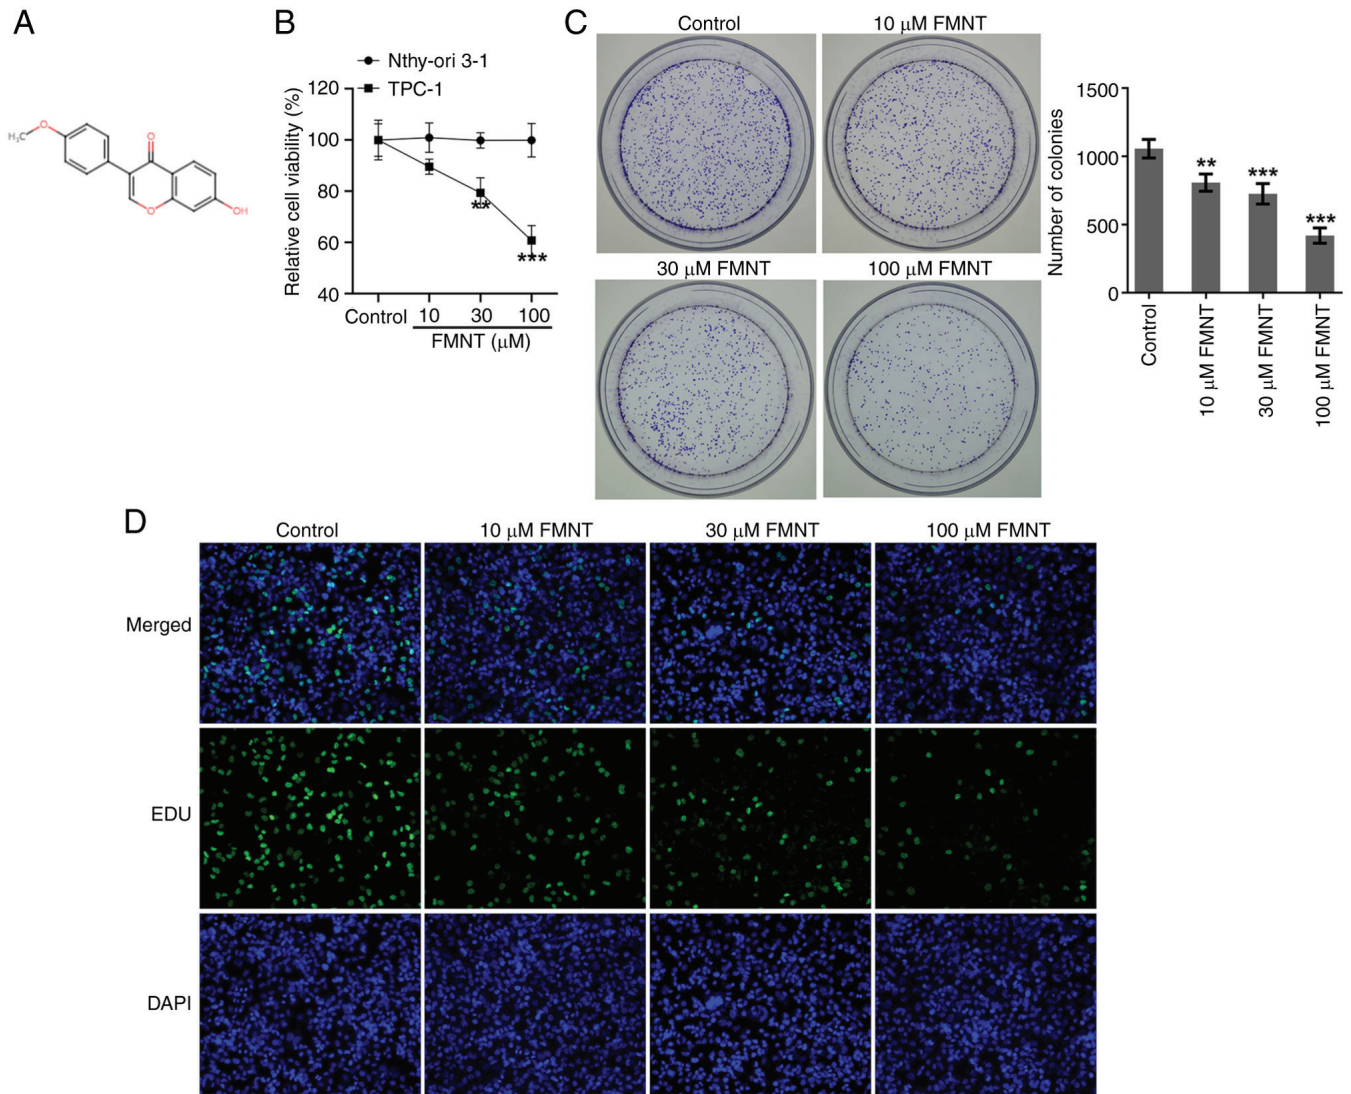 A
H₃C
O
O
O
OH
B
Nthy-ori 3-1
TPC-1
Relative cell viability (%)
120
100
80
60
40
**
***
Control 10 30 100
FMNT (μM)
C
Control 10 μM FMNT
30 μM FMNT 100 μM FMNT
Number of colonies
1500
1000
500
0
** *** ***
Control
10 μM FMNT
30 μM FMNT
100 μM FMNT
D
Control 10 μM FMNT 30 μM FMNT 100 μM FMNT
Merged
EDU
DAPI